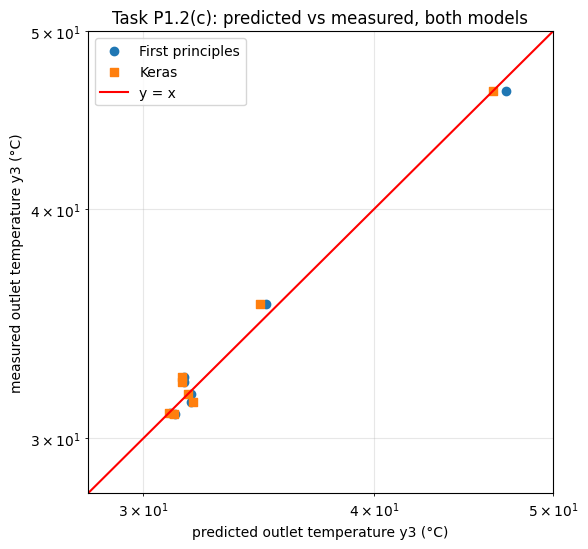 Task P1.2(c): predicted vs measured, both models
First principles
Keras
y = x
measured outlet temperature y3 (°C)
5 × 10¹
4 × 10¹
3 × 10¹
3 × 10¹
4 × 10¹
5 × 10¹
predicted outlet temperature y3 (°C)